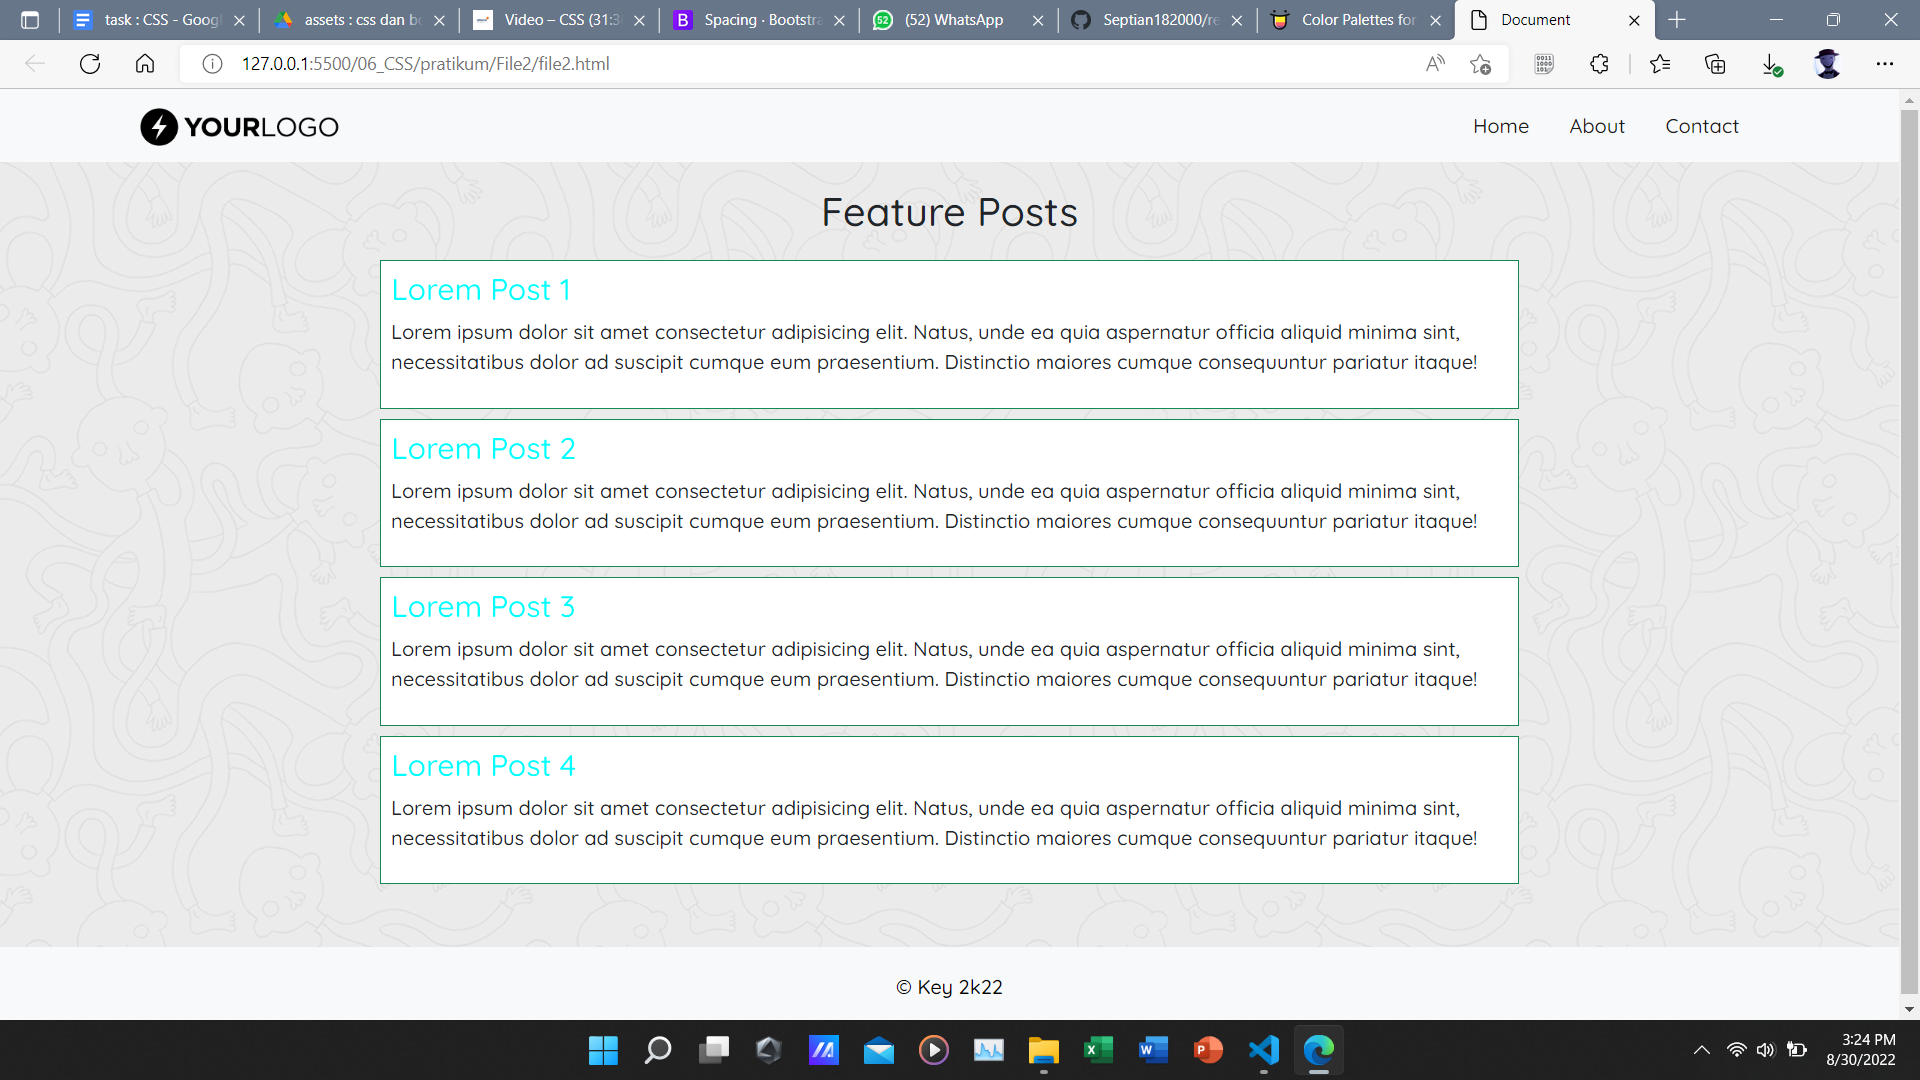 task : CSS - Googl
assets : css dan bo
Video – CSS (31:3
Spacing · Bootstra
52
(52) WhatsApp
Septian182000/re
Color Palettes for
Document
127.0.0.1:5500/06_CSS/pratikum/File2/file2.html
YOURLOGO
Home
About
Contact
Feature Posts
Lorem Post 1
Lorem ipsum dolor sit amet consectetur adipisicing elit. Natus, unde ea quia aspernatur officia aliquid minima sint,
necessitatibus dolor ad suscipit cumque eum praesentium. Distinctio maiores cumque consequuntur pariatur itaque!
Lorem Post 2
Lorem ipsum dolor sit amet consectetur adipisicing elit. Natus, unde ea quia aspernatur officia aliquid minima sint,
necessitatibus dolor ad suscipit cumque eum praesentium. Distinctio maiores cumque consequuntur pariatur itaque!
Lorem Post 3
Lorem ipsum dolor sit amet consectetur adipisicing elit. Natus, unde ea quia aspernatur officia aliquid minima sint,
necessitatibus dolor ad suscipit cumque eum praesentium. Distinctio maiores cumque consequuntur pariatur itaque!
Lorem Post 4
Lorem ipsum dolor sit amet consectetur adipisicing elit. Natus, unde ea quia aspernatur officia aliquid minima sint,
necessitatibus dolor ad suscipit cumque eum praesentium. Distinctio maiores cumque consequuntur pariatur itaque!
© Key 2k22
3:24 PM
8/30/2022